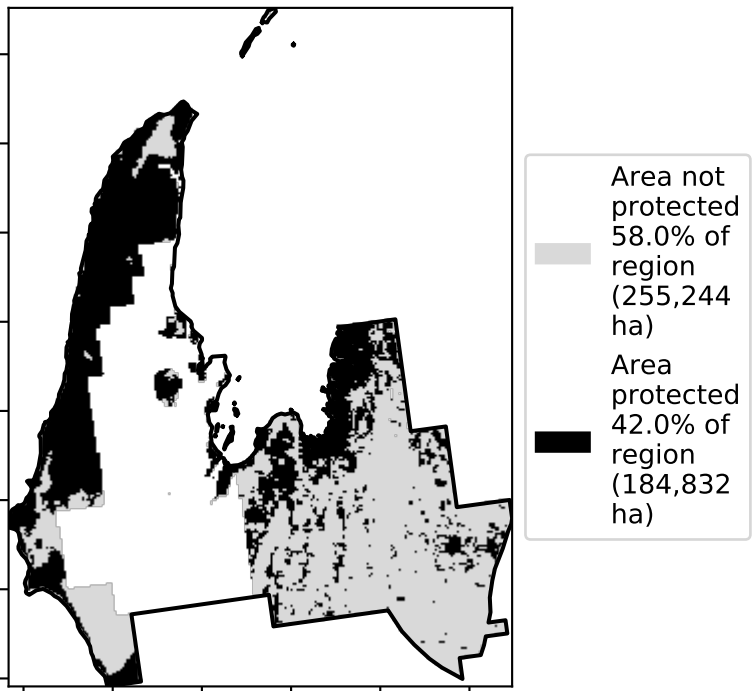 Area not
protected
58.0% of
region
(255,244
ha)
Area
protected
42.0% of
region
(184,832
ha)